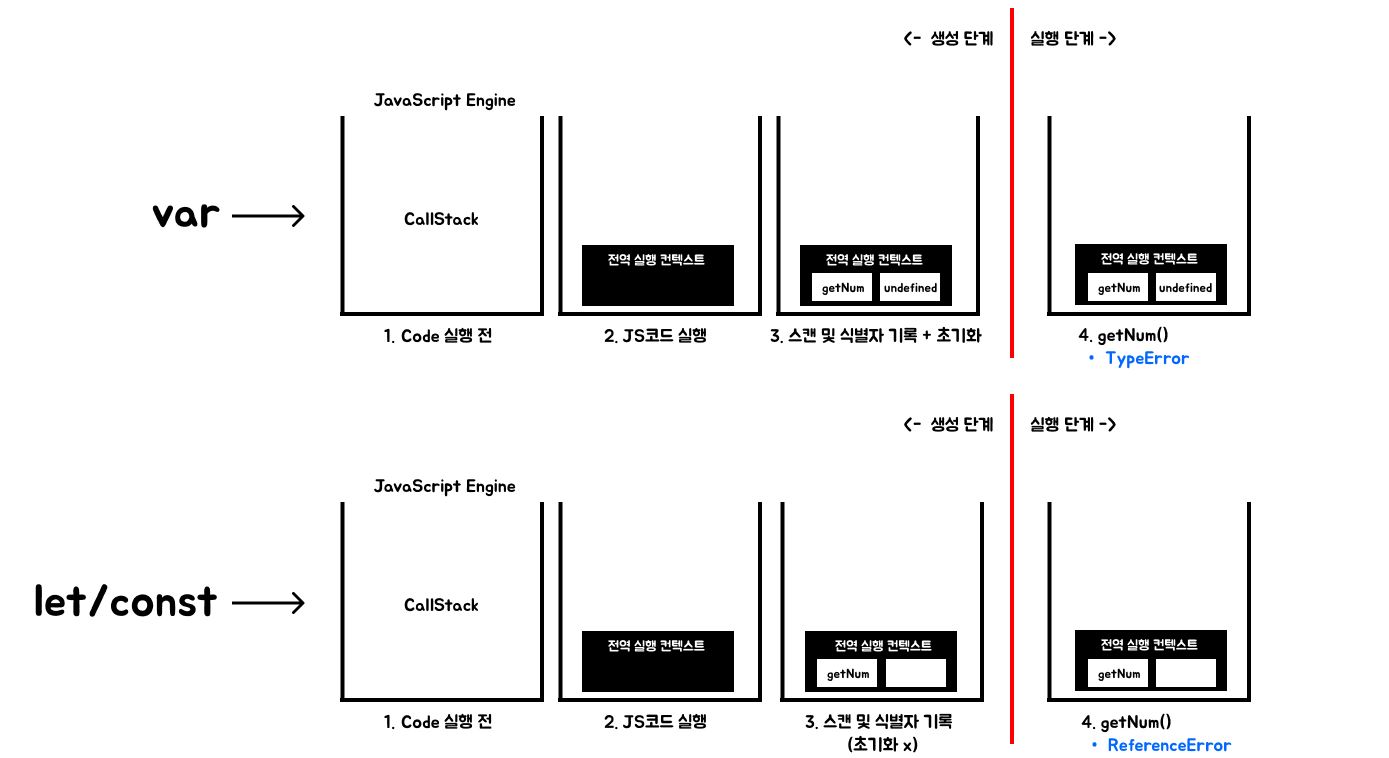 <- 생성 단계
실행 단계 ->
JavaScript Engine
var
CallStack
전역 실행 컨텍스트
전역 실행 컨텍스트
getNum
undefined
전역 실행 컨텍스트
getNum
undefined
1. Code 실행 전
2. JS코드 실행
3. 스캔 및 식별자 기록 + 초기화
4. getNum()
• TypeError
<- 생성 단계
실행 단계 ->
JavaScript Engine
let/const
CallStack
전역 실행 컨텍스트
전역 실행 컨텍스트
getNum
전역 실행 컨텍스트
getNum
1. Code 실행 전
2. JS코드 실행
3. 스캔 및 식별자 기록
(초기화 x)
4. getNum()
• ReferenceError